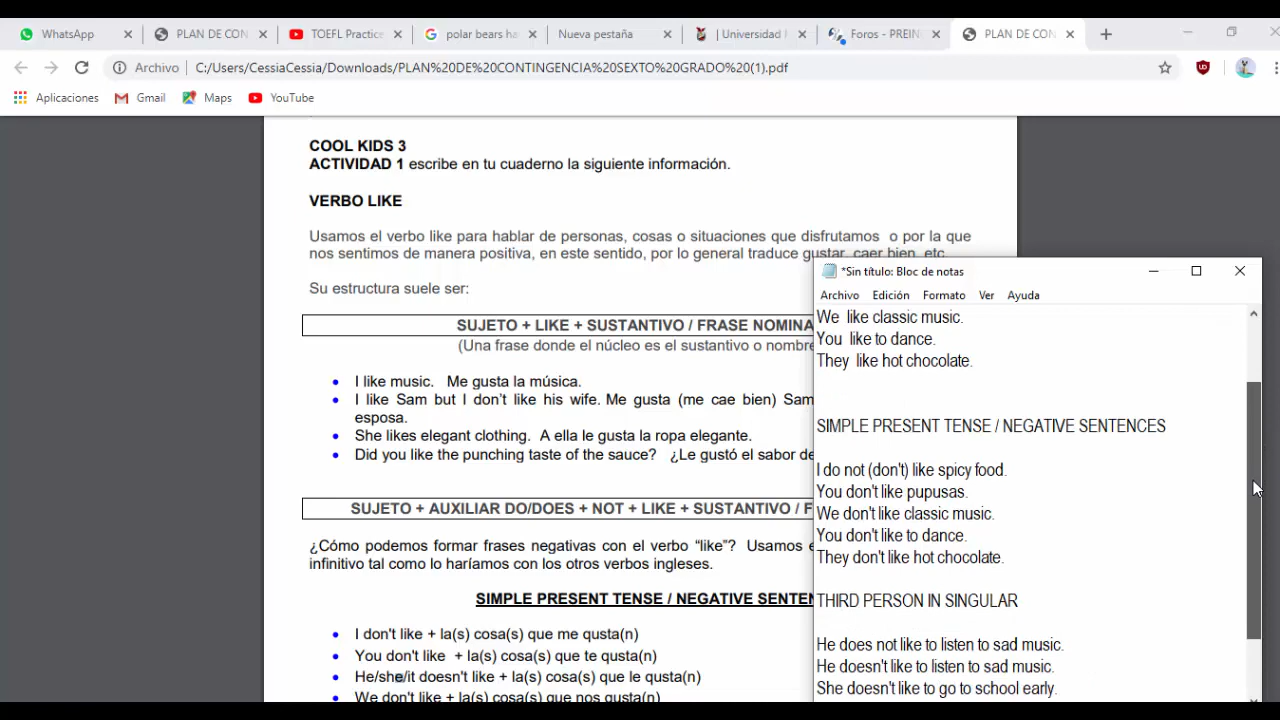 WhatsApp
PLAN DE CON
TOEFL Practice
polar bears ha
Nueva pestaña
| Universidad
Foros - PREIN
PLAN DE CON
Archivo
C:/Users/CessiaCessia/Downloads/PLAN%20DE%20CONTINGENCIA%20SEXTO%20GRADO%20(1).pdf
Aplicaciones
Gmail
Maps
YouTube
COOL KIDS 3
ACTIVIDAD 1 escribe en tu cuaderno la siguiente información.
VERBO LIKE
Usamos el verbo like para hablar de personas, cosas o situaciones que disfrutamos o por la que
nos sentimos de manera positiva, en este sentido, por lo general traduce gustar, caer bien, etc.
Su estructura suele ser:
SUJETO + LIKE + SUSTANTIVO / FRASE NOMINA
(Una frase donde el núcleo es el sustantivo o nombre
• I like music. Me gusta la música.
• I like Sam but I don't like his wife. Me gusta (me cae bien) Sam
esposa.
• She likes elegant clothing. A ella le gusta la ropa elegante.
• Did you like the punching taste of the sauce? ¿Le gustó el sabor de
SUJETO + AUXILIAR DO/DOES + NOT + LIKE + SUSTANTIVO / F
¿Cómo podemos formar frases negativas con el verbo “like”? Usamos e
infinitivo tal como lo haríamos con los otros verbos ingleses.
SIMPLE PRESENT TENSE / NEGATIVE SENTEN
• I don't like + la(s) cosa(s) que me qusta(n)
• You don't like + la(s) cosa(s) que te qusta(n)
• He/she/it doesn't like + la(s) cosa(s) que le qusta(n)
• We don't like + la(s) cosa(s) que nos qusta(n)
*Sin título: Bloc de notas
Archivo Edición Formato Ver Ayuda
We like classic music.
You like to dance.
They like hot chocolate.
SIMPLE PRESENT TENSE / NEGATIVE SENTENCES
I do not (don't) like spicy food.
You don't like pupusas.
We don't like classic music.
You don't like to dance.
They don't like hot chocolate.
THIRD PERSON IN SINGULAR
He does not like to listen to sad music.
He doesn't like to listen to sad music.
She doesn't like to go to school early.